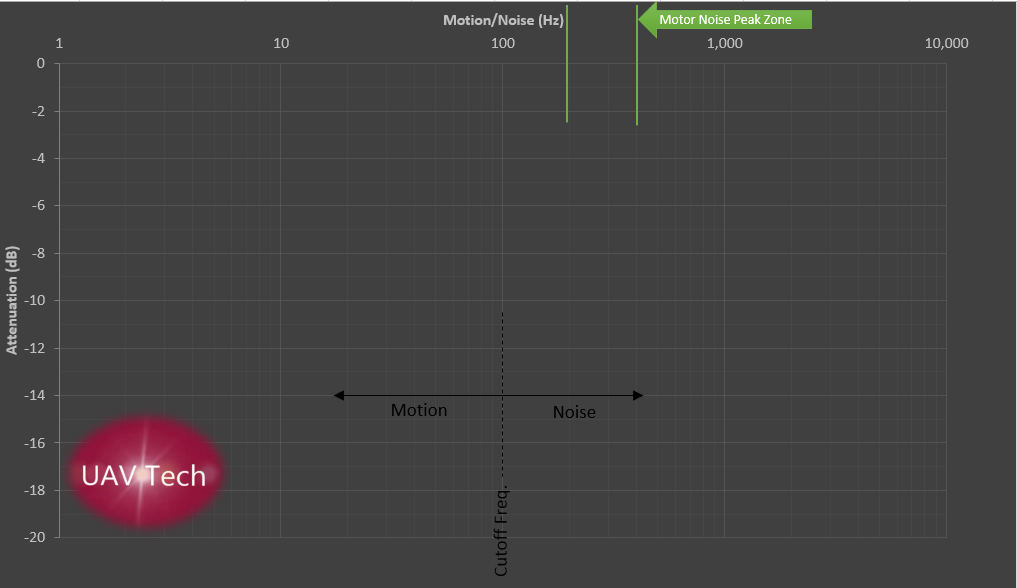 Motion/Noise (Hz)
Motor Noise Peak Zone
1 10 100 1,000 10,000
0
-2
-4
-6
-8
-10
-12
-14
-16
-18
-20
Attenuation (dB)
Motion
Noise
UAV Tech
Cutoff Freq.